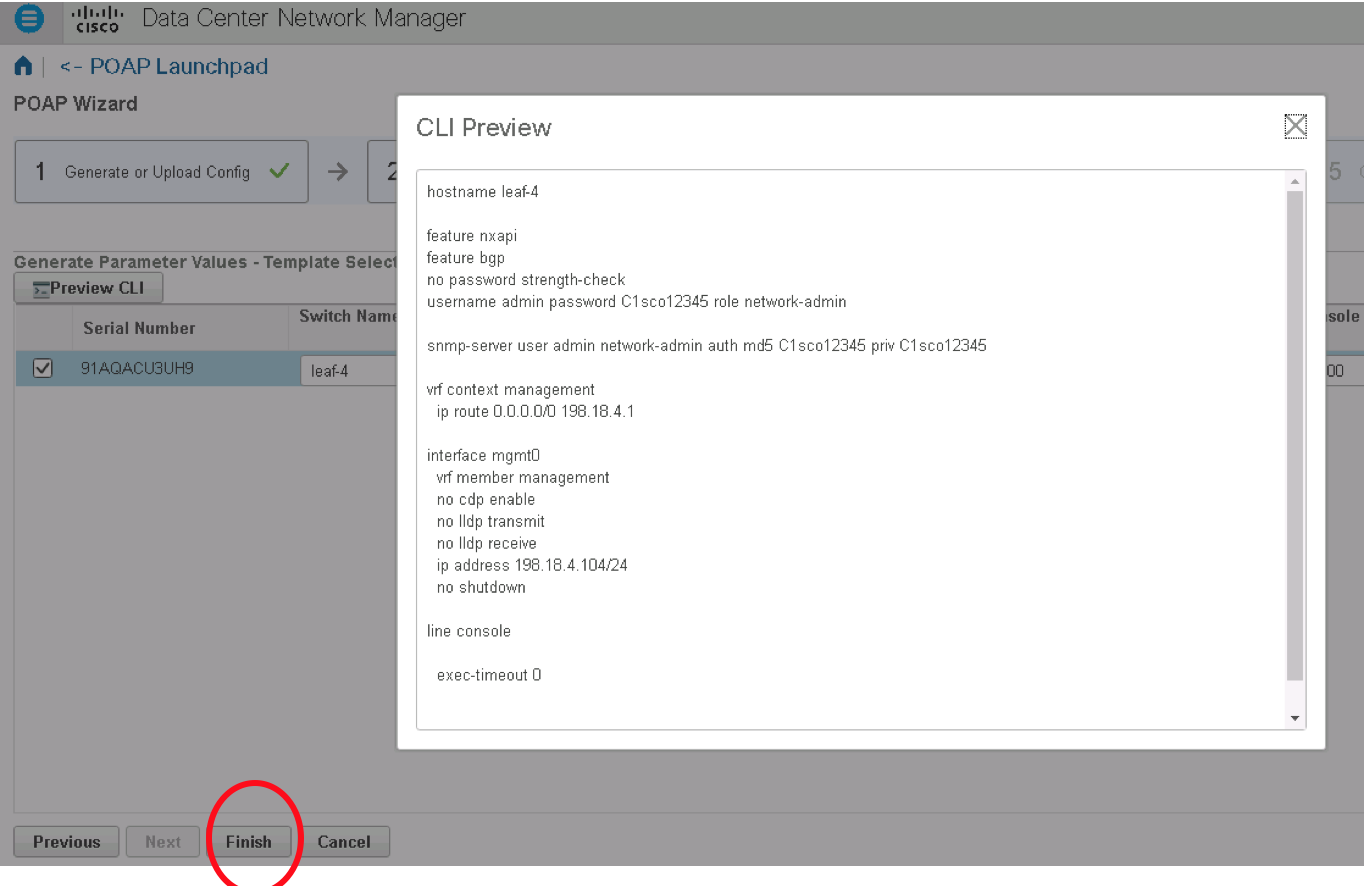 cisco Data Center Network Manager
<- POAP Launchpad
POAP Wizard
1 Generate or Upload Config
2
5
Generate Parameter Values - Template Select
Preview CLI
Serial Number
Switch Name
sole
91AQACU3UH9
leaf-4
00
CLI Preview
hostname leaf-4
feature nxapi
feature bgp
no password strength-check
username admin password C1sco12345 role network-admin
snmp-server user admin network-admin auth md5 C1sco12345 priv C1sco12345
vrf context management
ip route 0.0.0.0/0 198.18.4.1
interface mgmt0
vrf member management
no cdp enable
no lldp transmit
no lldp receive
ip address 198.18.4.104/24
no shutdown
line console
exec-timeout 0
Previous
Next
Finish
Cancel